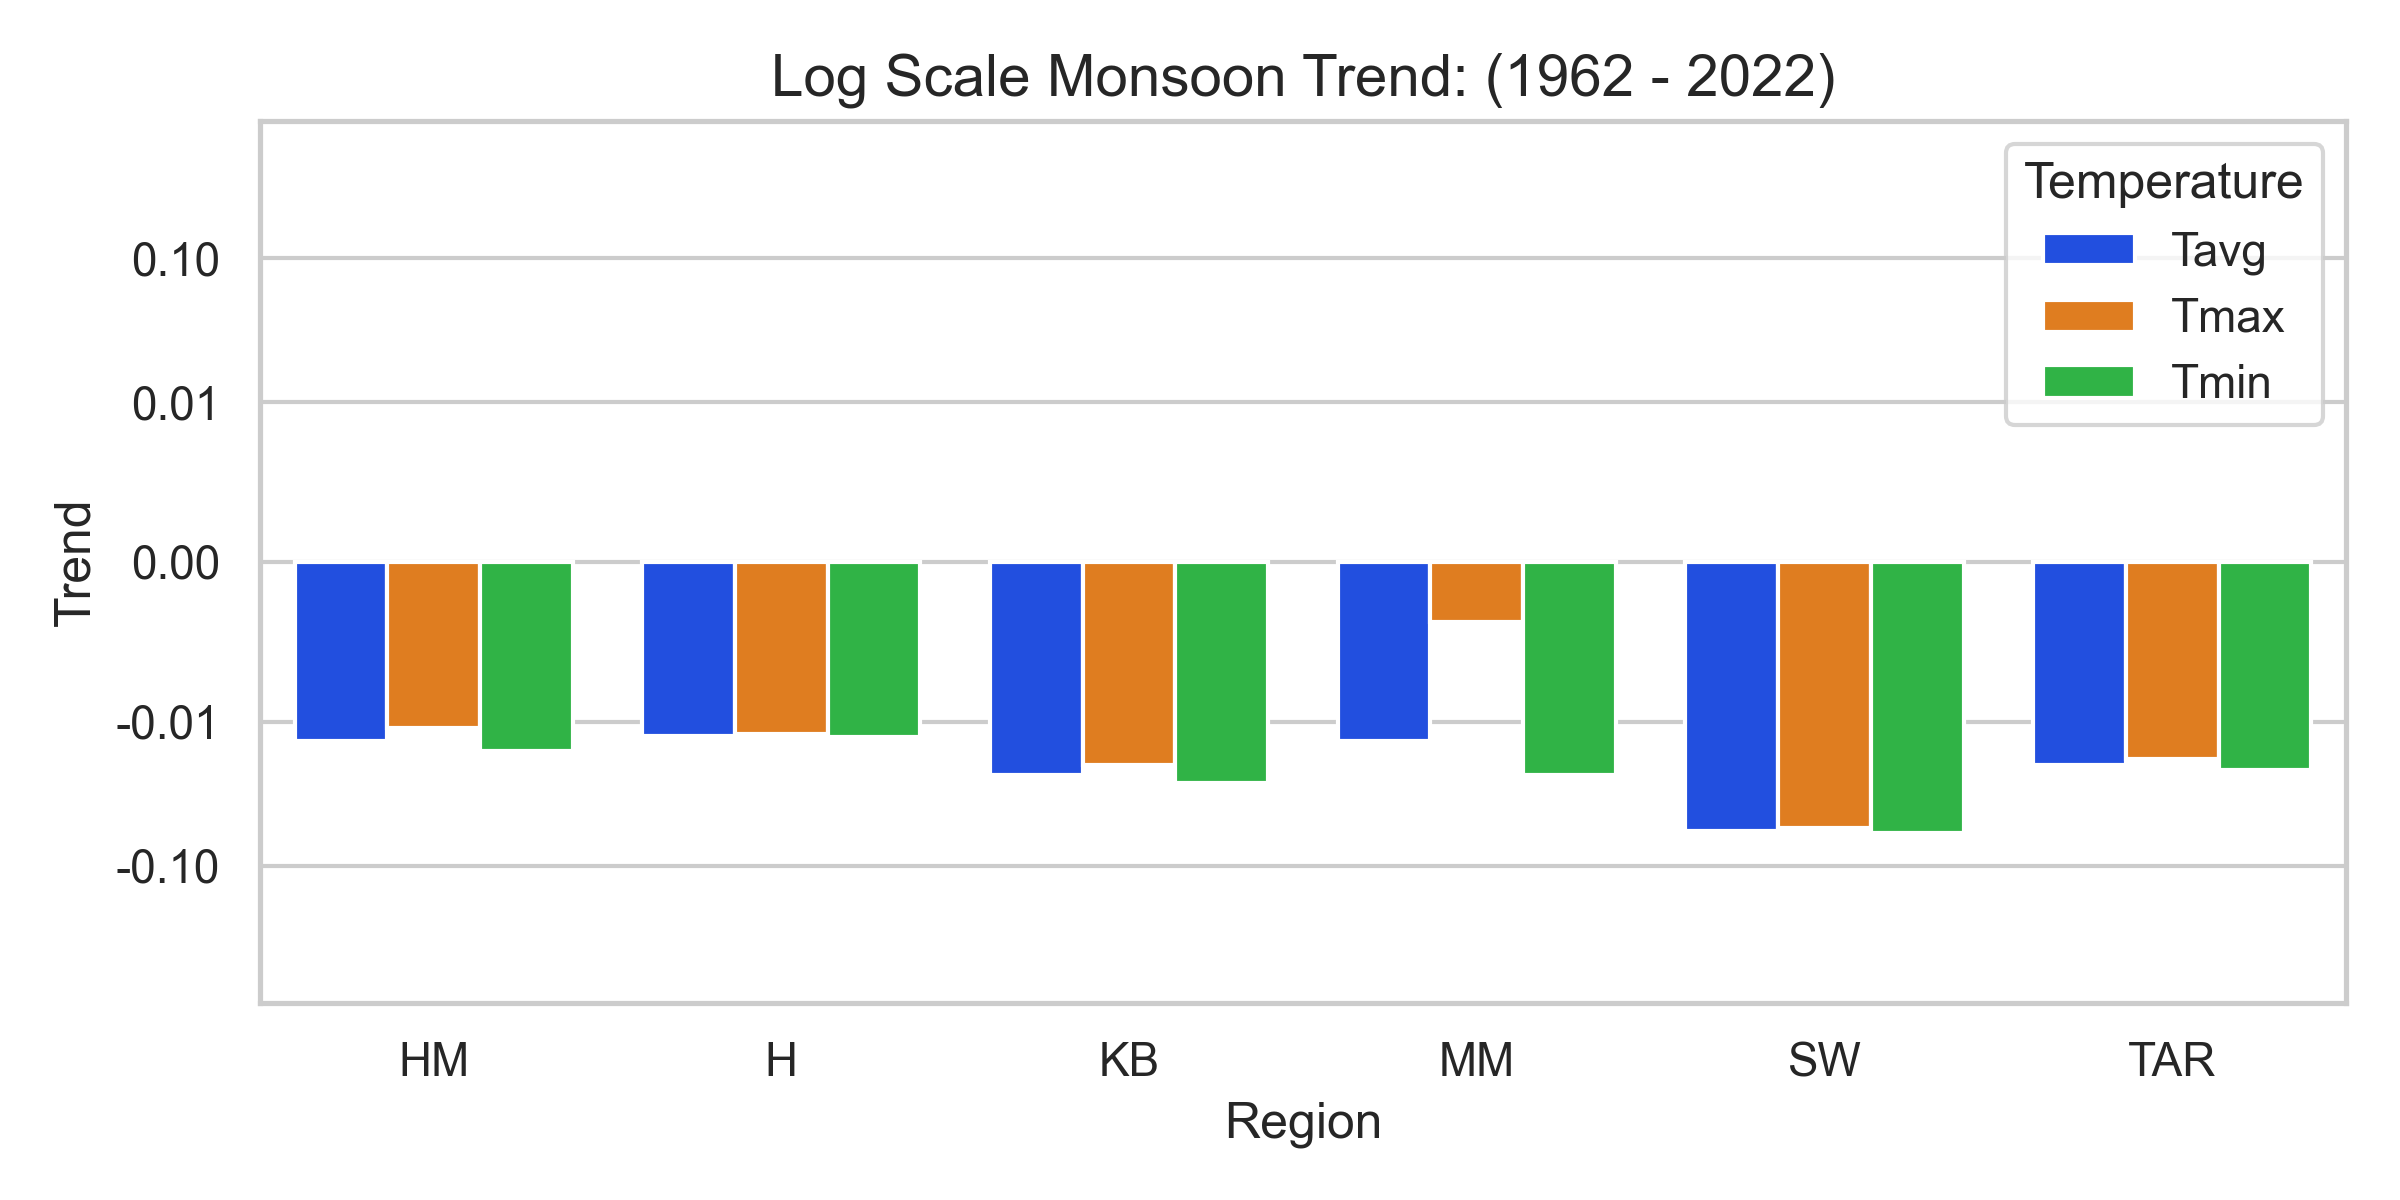 Log Scale Monsoon Trend: (1962 - 2022)
Temperature
Tavg
Tmax
Tmin
0.10
0.01
0.00
-0.01
-0.10
Trend
HM H KB MM SW TAR
Region